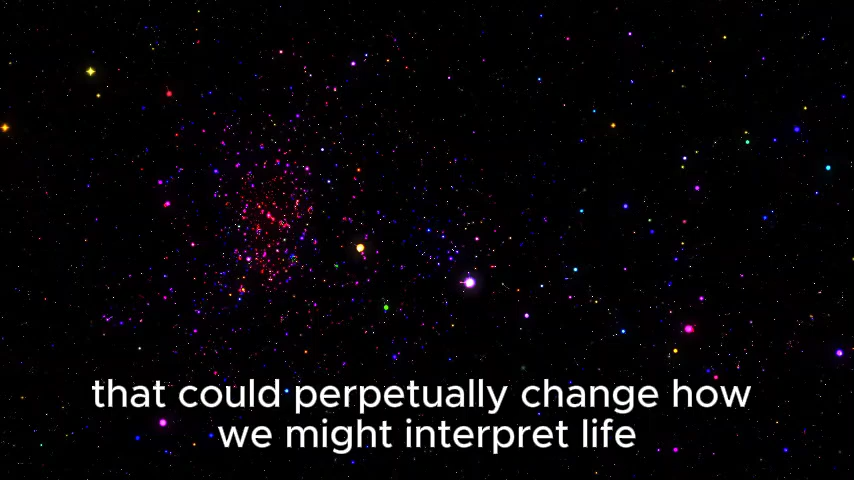 that could perpetually change how
we might interpret life